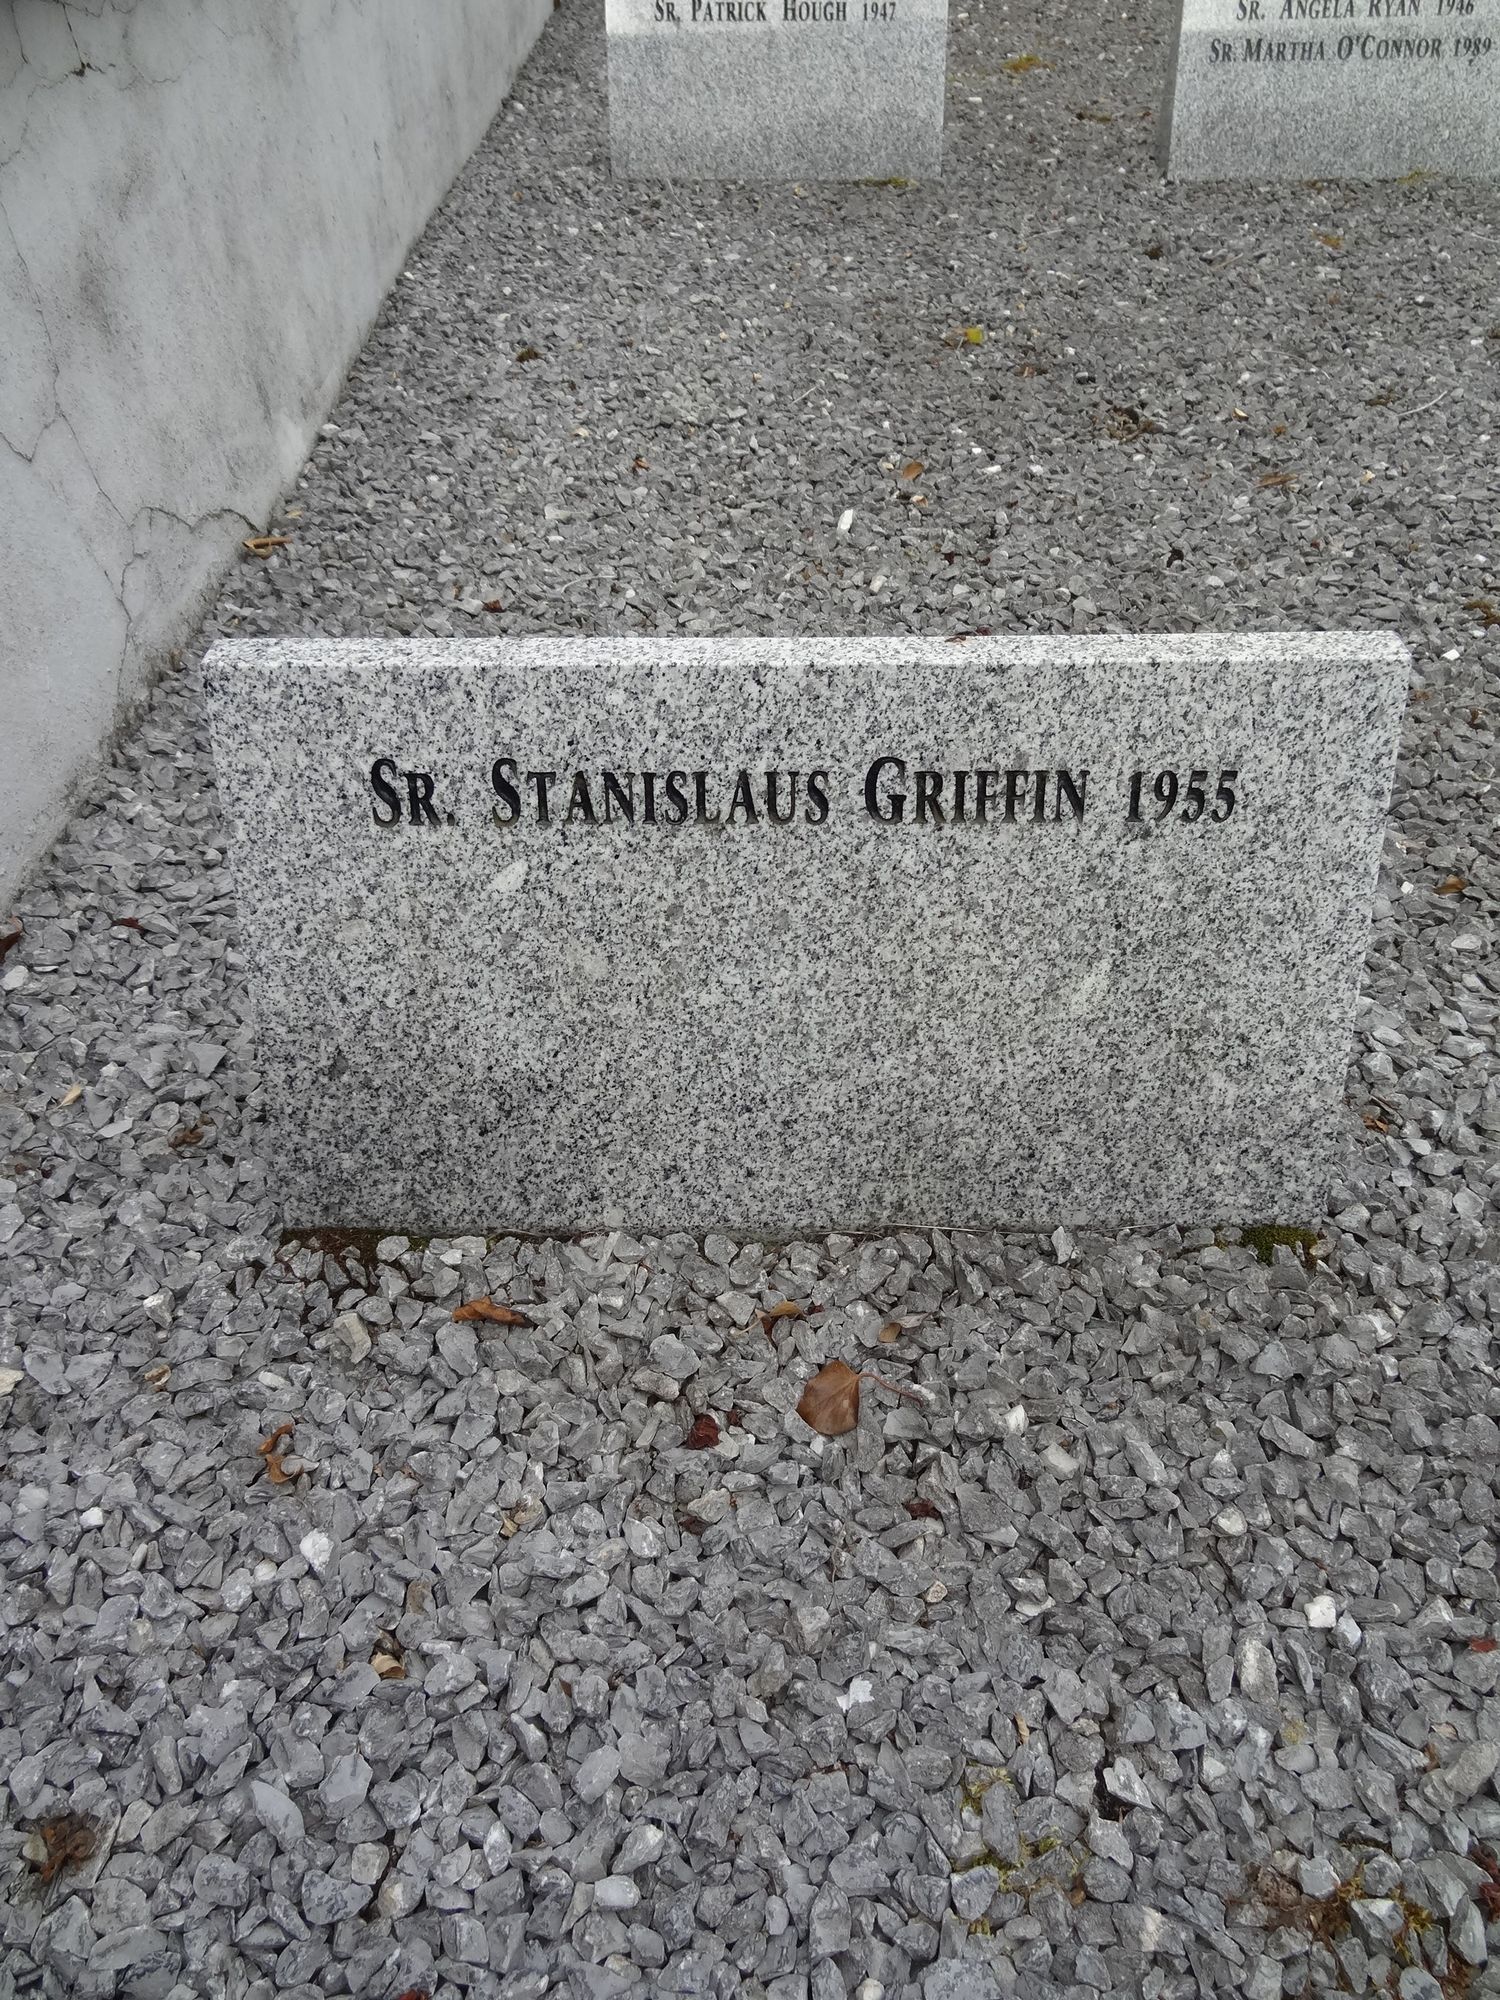 Sr. Patrick Hough 1947
Sr. Angela Ryan 1946
Sr. Martha O'Connor 1989
Sr. Stanislaus Griffin 1955